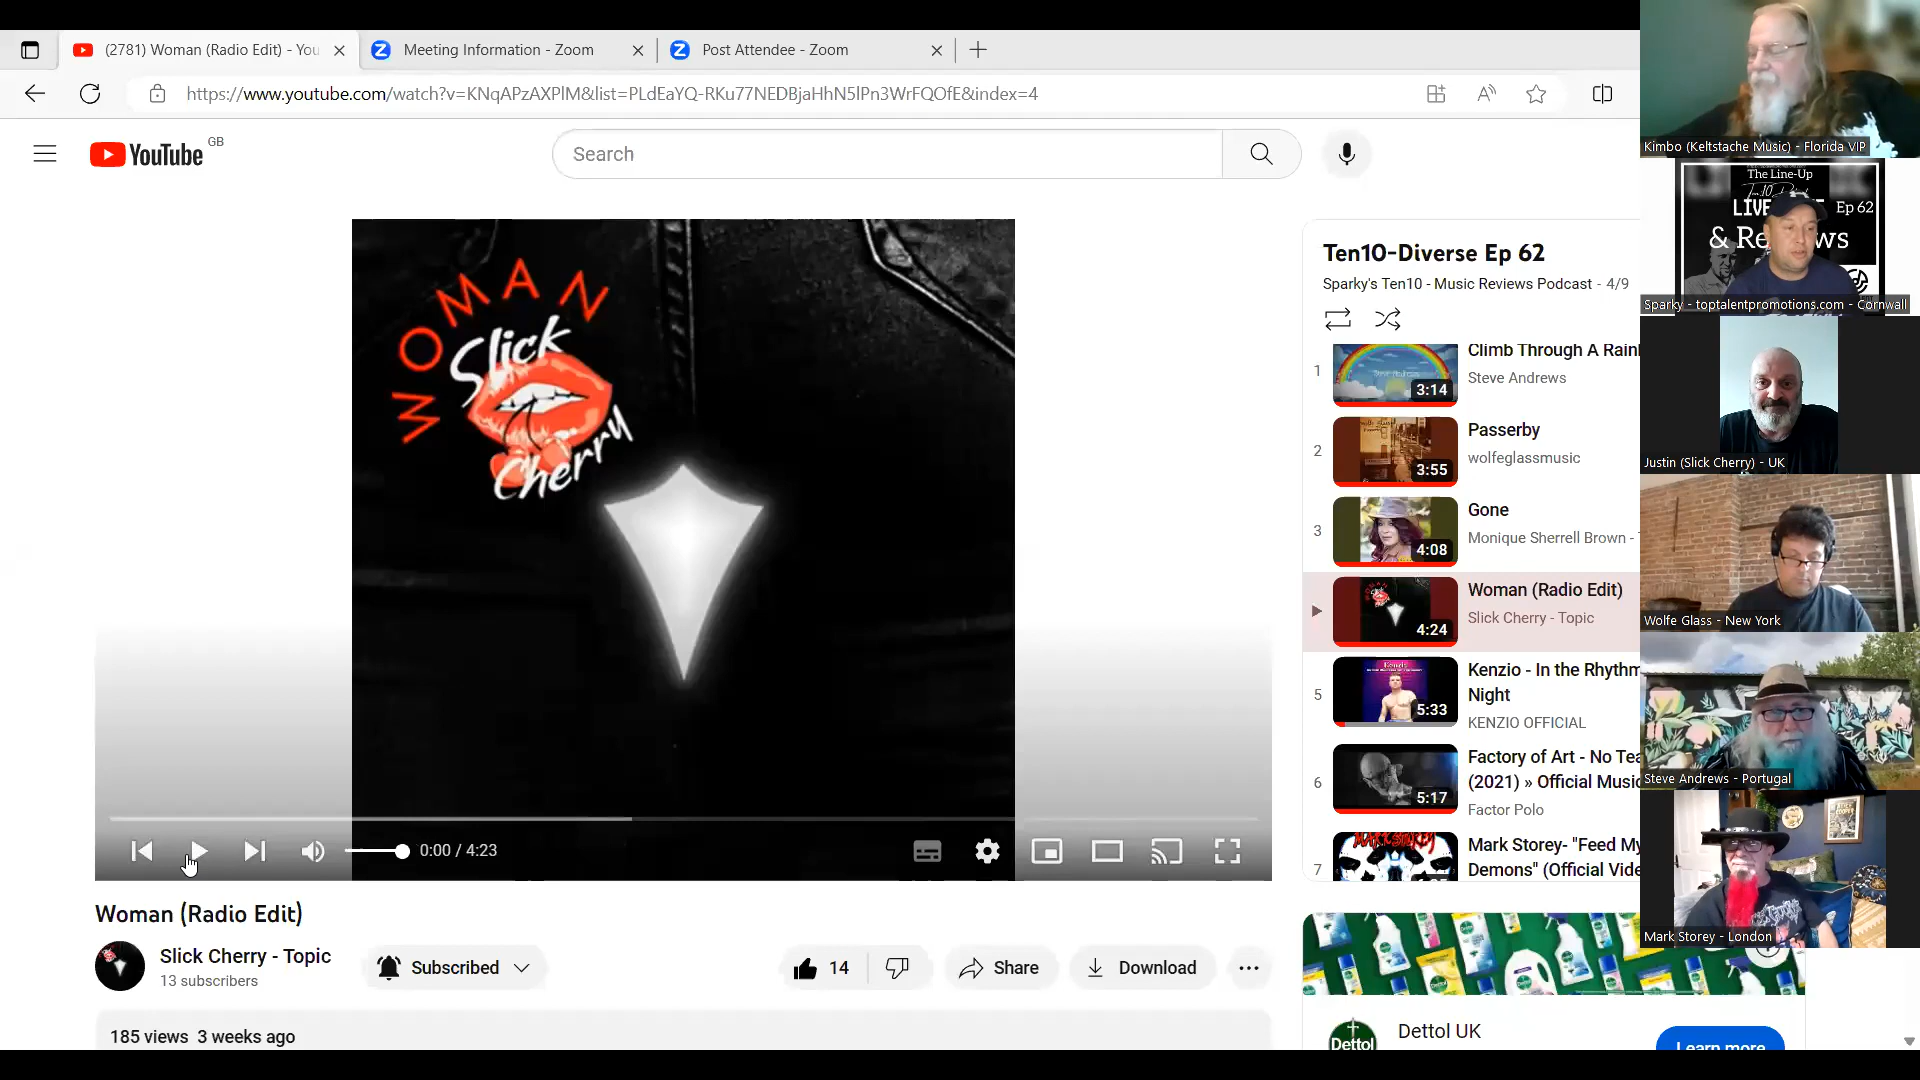 (2781) Woman (Radio Edit) - You
Meeting Information - Zoom
Post Attendee - Zoom
https://www.youtube.com/watch?v=KNqAPzAXPlM&list=PLdEaYQ-RKu77NEDBjaHhN5lPn3WrFQOfE&index=4
YouTube GB
Search
WOMAN
Slick
Cherry
0:00 / 4:23
Woman (Radio Edit)
Slick Cherry - Topic
13 subscribers
Subscribed
14
Share
Download
185 views 3 weeks ago
Ten10-Diverse Ep 62
Sparky's Ten10 - Music Reviews Podcast - 4/9
1
3:14
Climb Through A Rain
Steve Andrews
2
3:55
Passerby
wolfeglassmusic
3
4:08
Gone
Monique Sherrell Brown -
4:24
Woman (Radio Edit)
Slick Cherry - Topic
5
5:33
Kenzio - In the Rhythm
Night
KENZIO OFFICIAL
6
5:17
Factory of Art - No Tea
(2021) » Official Music
Factor Polo
7
MARK STOREY
Mark Storey- "Feed My
Demons" (Official Vide
Dettol
Dettol UK
Learn more
Kimbo (Keltstache Music) - Florida VIP
The Line-Up
Ep 62
Sparky - toptalentpromotions.com - Cornwall
Justin (Slick Cherry) - UK
Wolfe Glass - New York
Steve Andrews - Portugal
Mark Storey - London